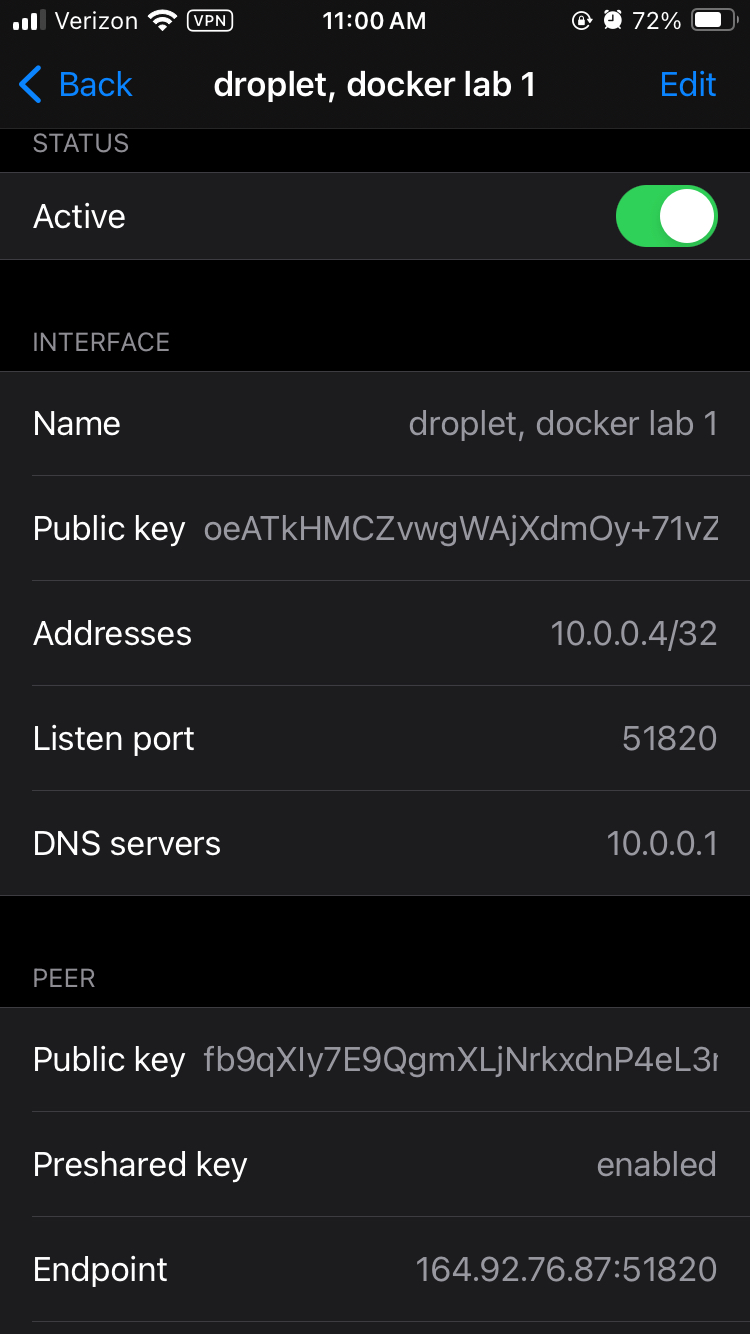 Verizon VPN 11:00 AM 72%
Back droplet, docker lab 1 Edit
STATUS
Active
INTERFACE
Name droplet, docker lab 1
Public key oeATkHMCZvwgWAjXdmOy+71vZ
Addresses 10.0.0.4/32
Listen port 51820
DNS servers 10.0.0.1
PEER
Public key fb9qXIy7E9QgmXLjNrkxdnP4eL3r
Preshared key enabled
Endpoint 164.92.76.87:51820